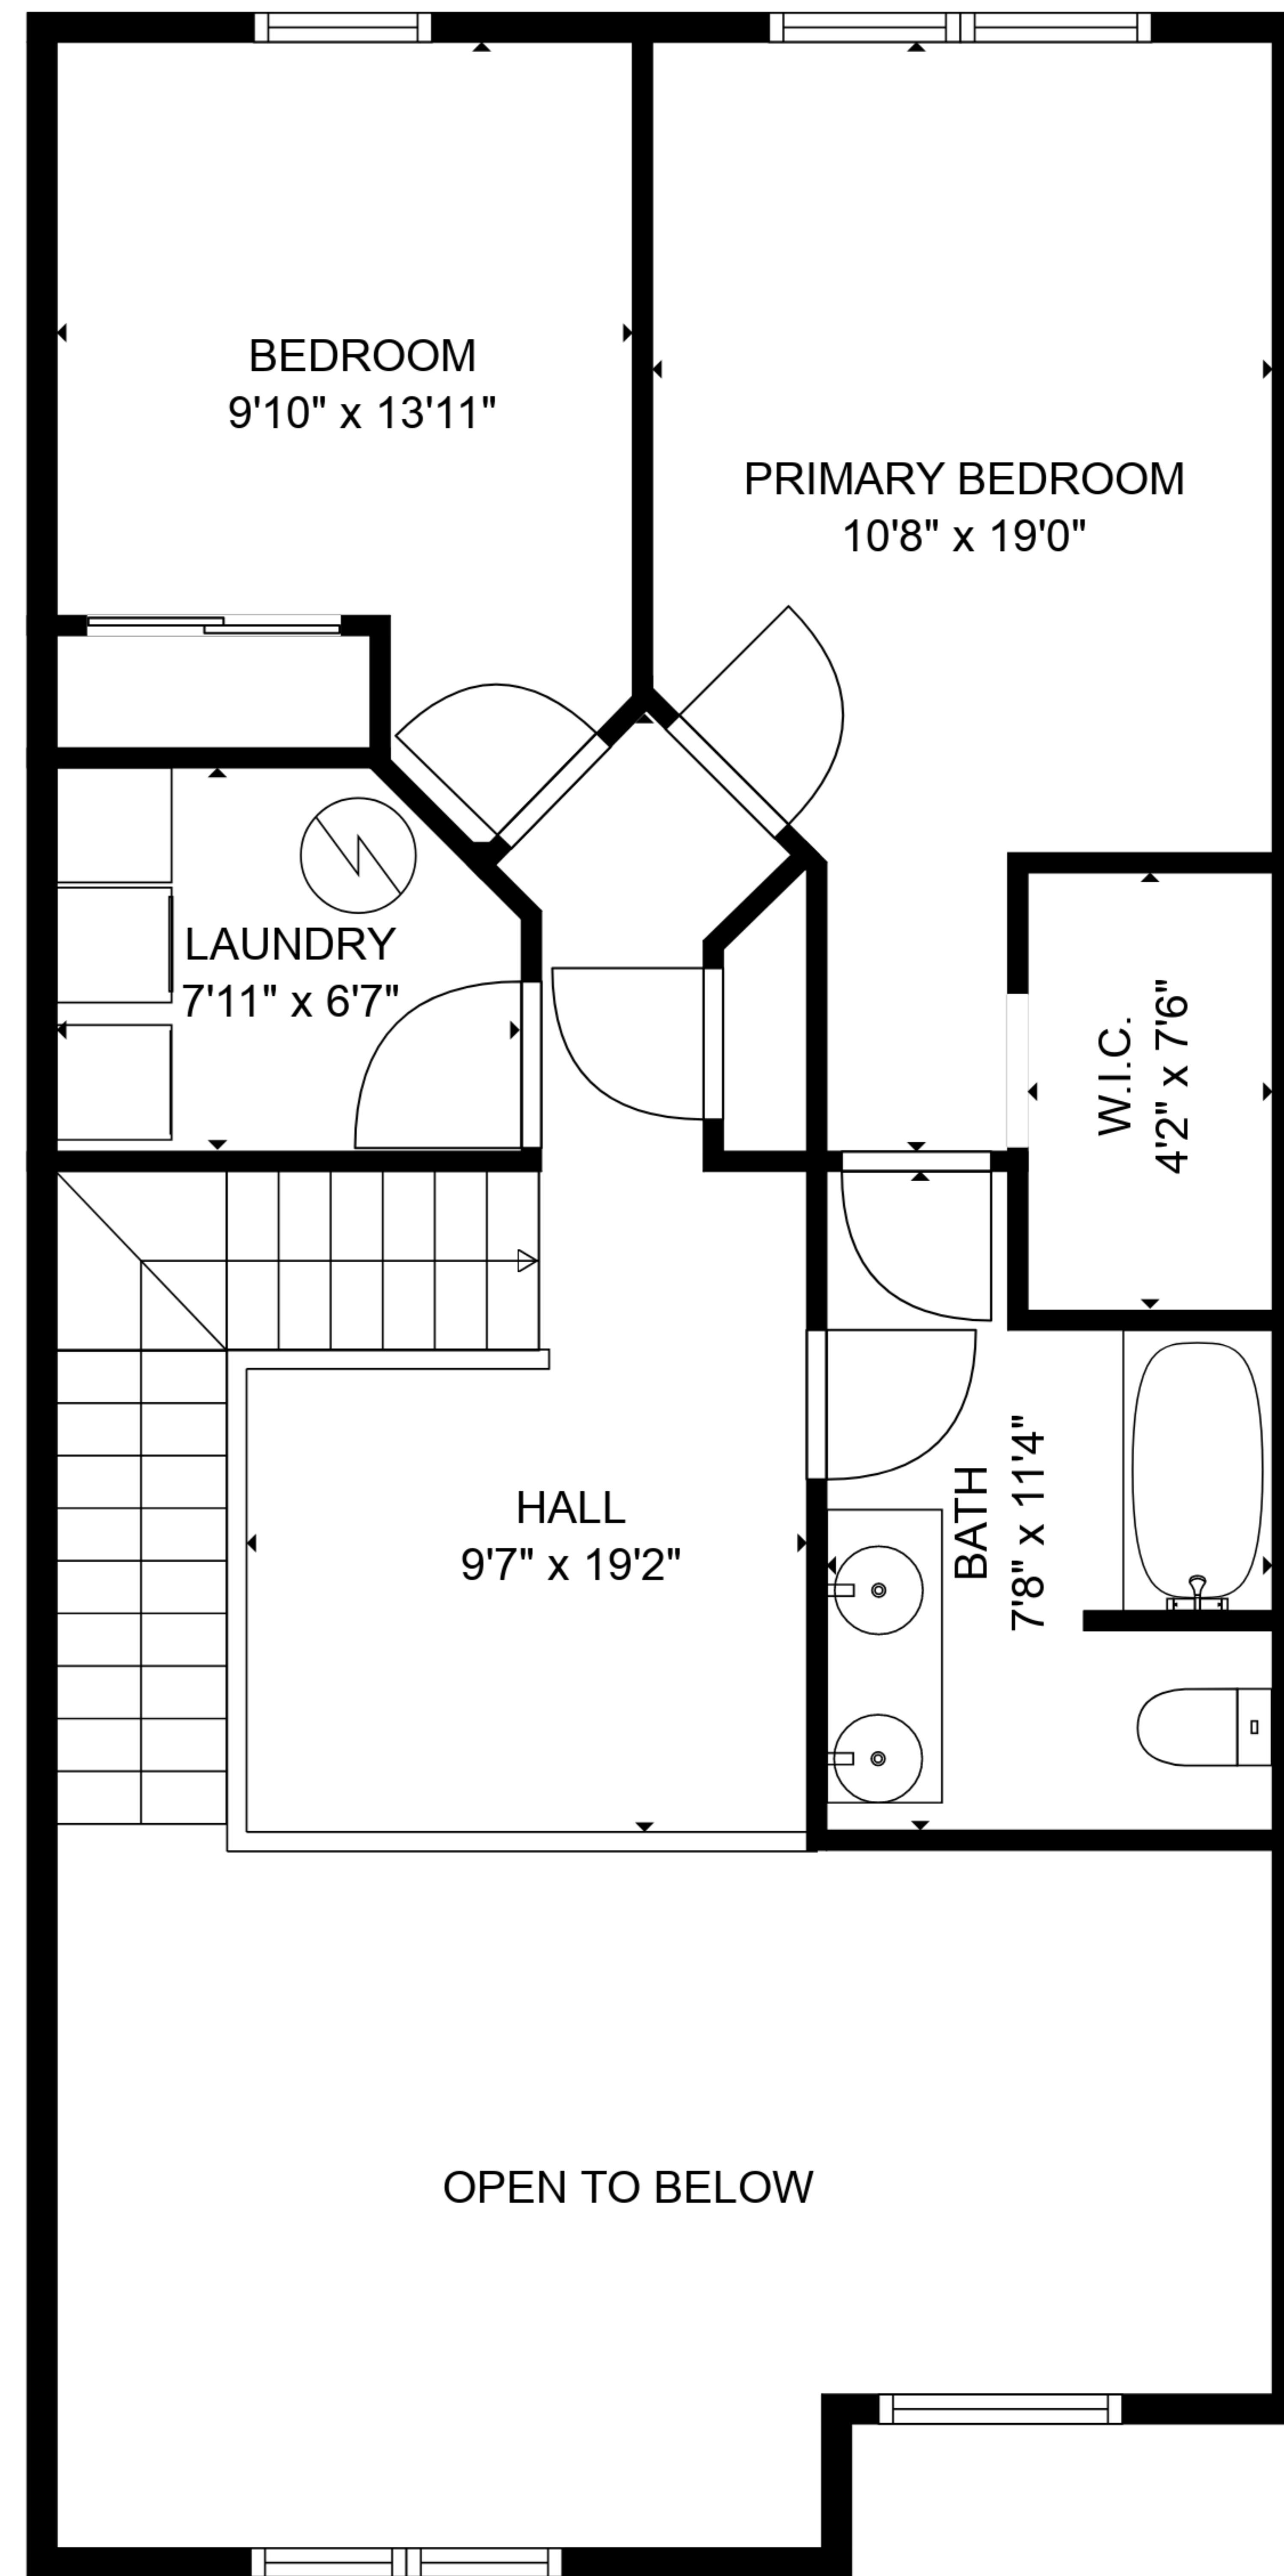 BEDROOM
9'10" x 13'11"
PRIMARY BEDROOM
10'8" x 19'0"
LAUNDRY
7'11" x 6'7"
W.I.C.
4'2" x 7'6"
HALL
9'7" x 19'2"
BATH
7'8" x 11'4"
OPEN TO BELOW